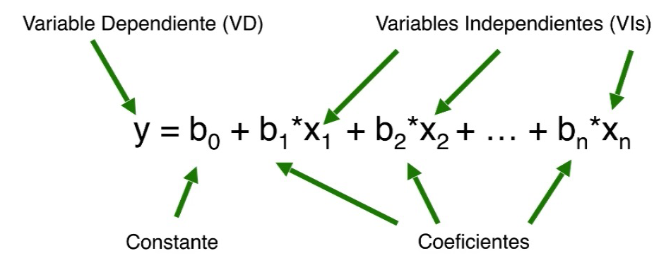 Variable Dependiente (VD) Variables Independientes (VIs)
y = b₀ + b₁*x₁ + b₂*x₂ + … + bₙ*xₙ
Constante Coeficientes